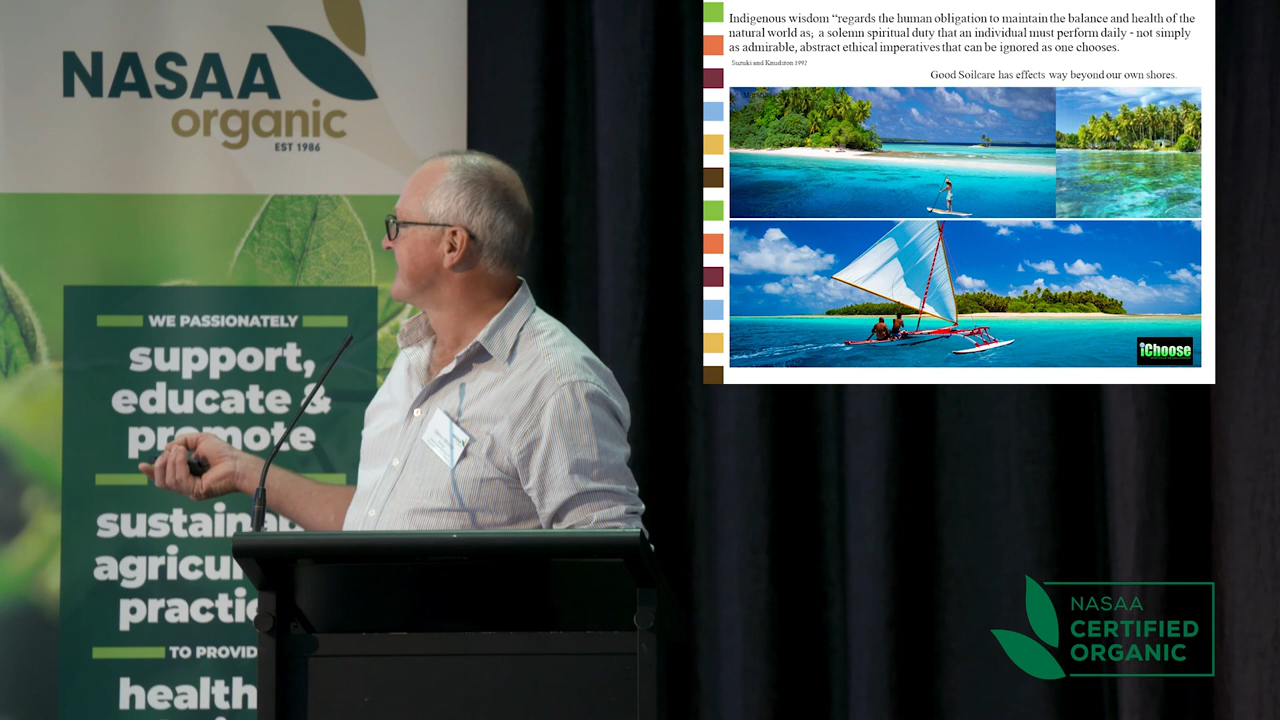 NASAA
organic
EST 1986
WE PASSIONATELY
support,
educate &
promote
sustaina
agricul
practic
TO PROVID
health
Indigenous wisdom “regards the human obligation to maintain the balance and health of the
natural world as; a solemn spiritual duty that an individual must perform daily - not simply
as admirable, abstract ethical imperatives that can be ignored as one chooses.
Suzuki and Knudston 1992
Good Soilcare has effects way beyond our own shores.
iChoose
NASAA
CERTIFIED
ORGANIC